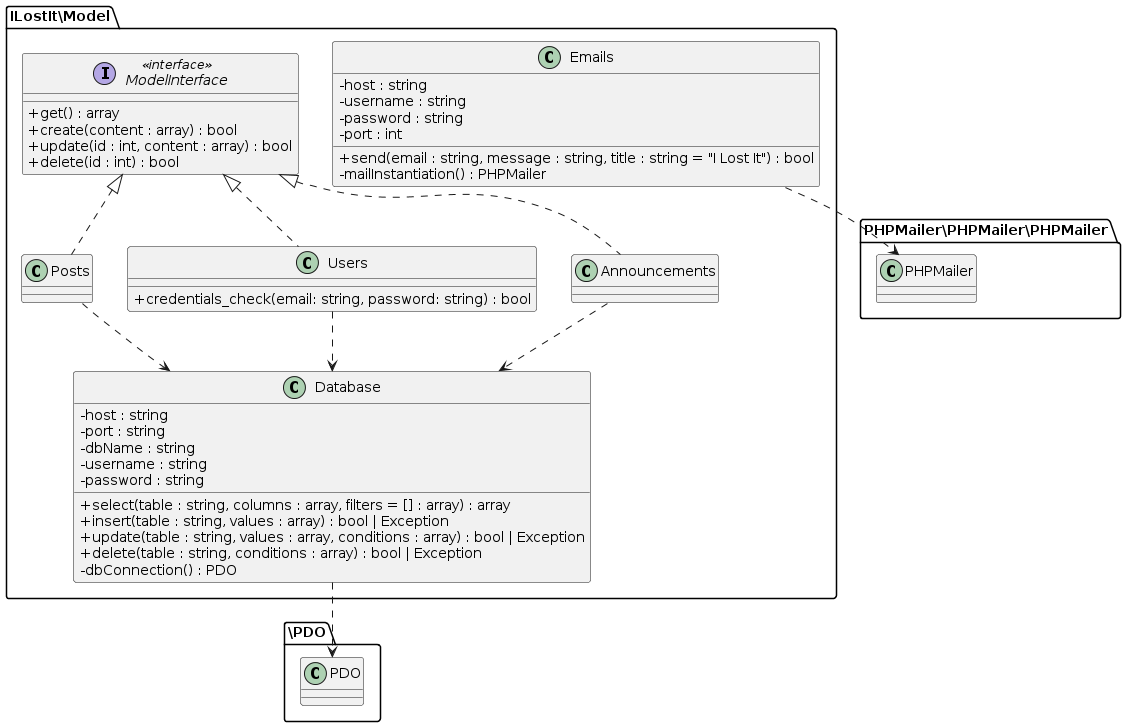 ILostIt\Model
I
«interface»
ModelInterface
+get() : array
+create(content : array) : bool
+update(id : int, content : array) : bool
+delete(id : int) : bool
C Emails
-host : string
-username : string
-password : string
-port : int
+send(email : string, message : string, title : string = "I Lost It") : bool
-mailInstantiation() : PHPMailer
PHPMailer\PHPMailer\PHPMailer
C PHPMailer
C Posts
C Users
+credentials_check(email: string, password: string) : bool
C Announcements
C Database
-host : string
-port : string
-dbName : string
-username : string
-password : string
+select(table : string, columns : array, filters = [] : array) : array
+insert(table : string, values : array) : bool | Exception
+update(table : string, values : array, conditions : array) : bool | Exception
+delete(table : string, conditions : array) : bool | Exception
-dbConnection() : PDO
\PDO
C PDO